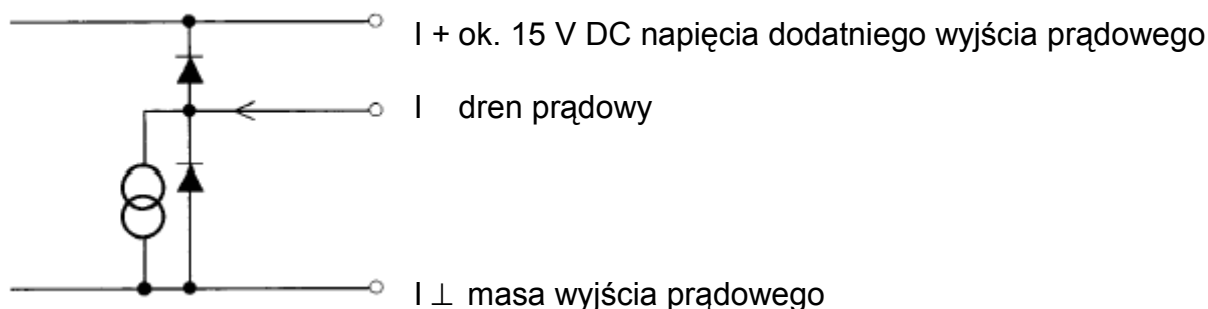 I + ok. 15 V DC napięcia dodatniego wyjścia prądowego
I dren prądowy
I ⊥ masa wyjścia prądowego